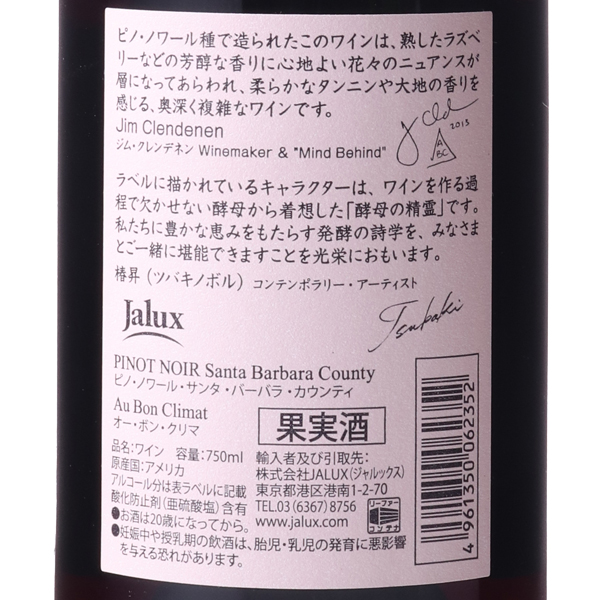 ピノ・ノワール種で造られたこのワインは、熟したラズベ
リーなどの芳醇な香りに心地よい花々のニュアンスが
層になってあらわれ、柔らかなタンニンや大地の香りを
感じる、奥深く複雑なワインです。
Jim Clendenen
ジム・クレンデネン Winemaker & "Mind Behind"
2013
A
BC
ラベルに描かれているキャラクターは、ワインを作る過
程で欠かせない酵母から着想した「酵母の精霊」です。
私たちに豊かな恵みをもたらす発酵の詩学を、みなさま
とご一緒に堪能できますことを光栄におもいます。
椿昇（ツバキノボル）コンテンポラリー・アーティスト
Jalux
Tsubaki
PINOT NOIR Santa Barbara County
ピノ・ノワール・サンタ・バーバラ・カウンティ
Au Bon Climat
オー・ボン・クリマ
果実酒
品名:ワイン 容量:750ml
原産国:アメリカ
アルコール分は表ラベルに記載
酸化防止剤（亜硫酸塩）含有
●お酒は20歳になってから。
●妊娠中や授乳期の飲酒は、胎児・乳児の発育に悪影響
を与える恐れがあります。
輸入者及び引取先:
株式会社JALUX（ジャルックス）
東京都港区港南1-2-70
TEL.03(6367)8756
www.jalux.com
リーファー
コンテナ
4 961350 062352